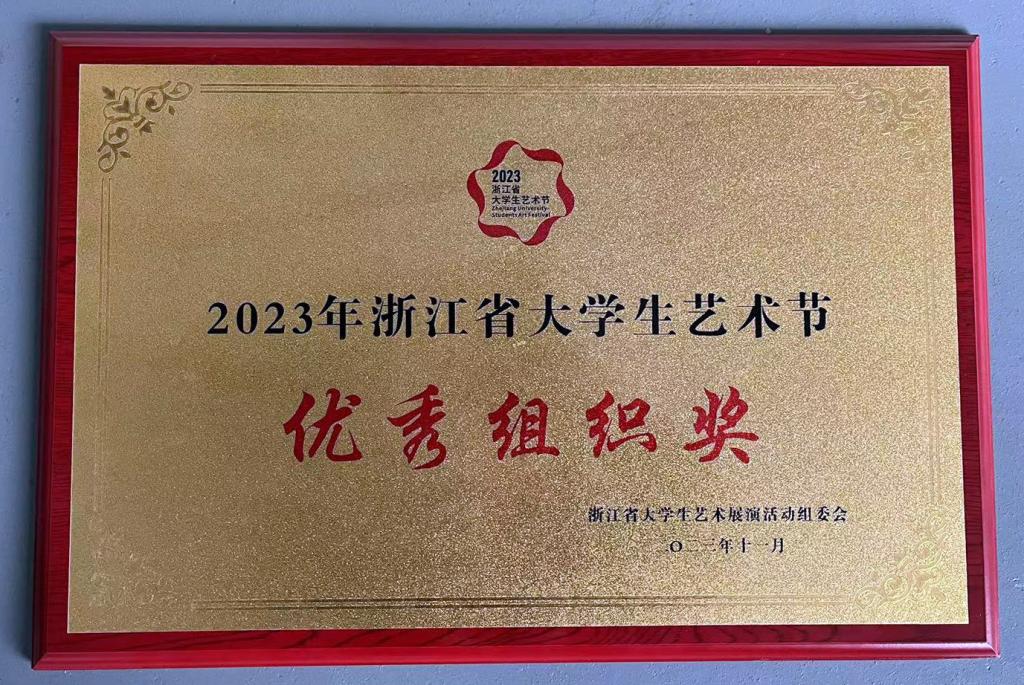 2023
浙江省
大学生艺术节
Zhejiang University-
Students Art Festival
2023年浙江省大学生艺术节
优秀组织奖
浙江省大学生艺术展演活动组委会
二〇二三年十一月